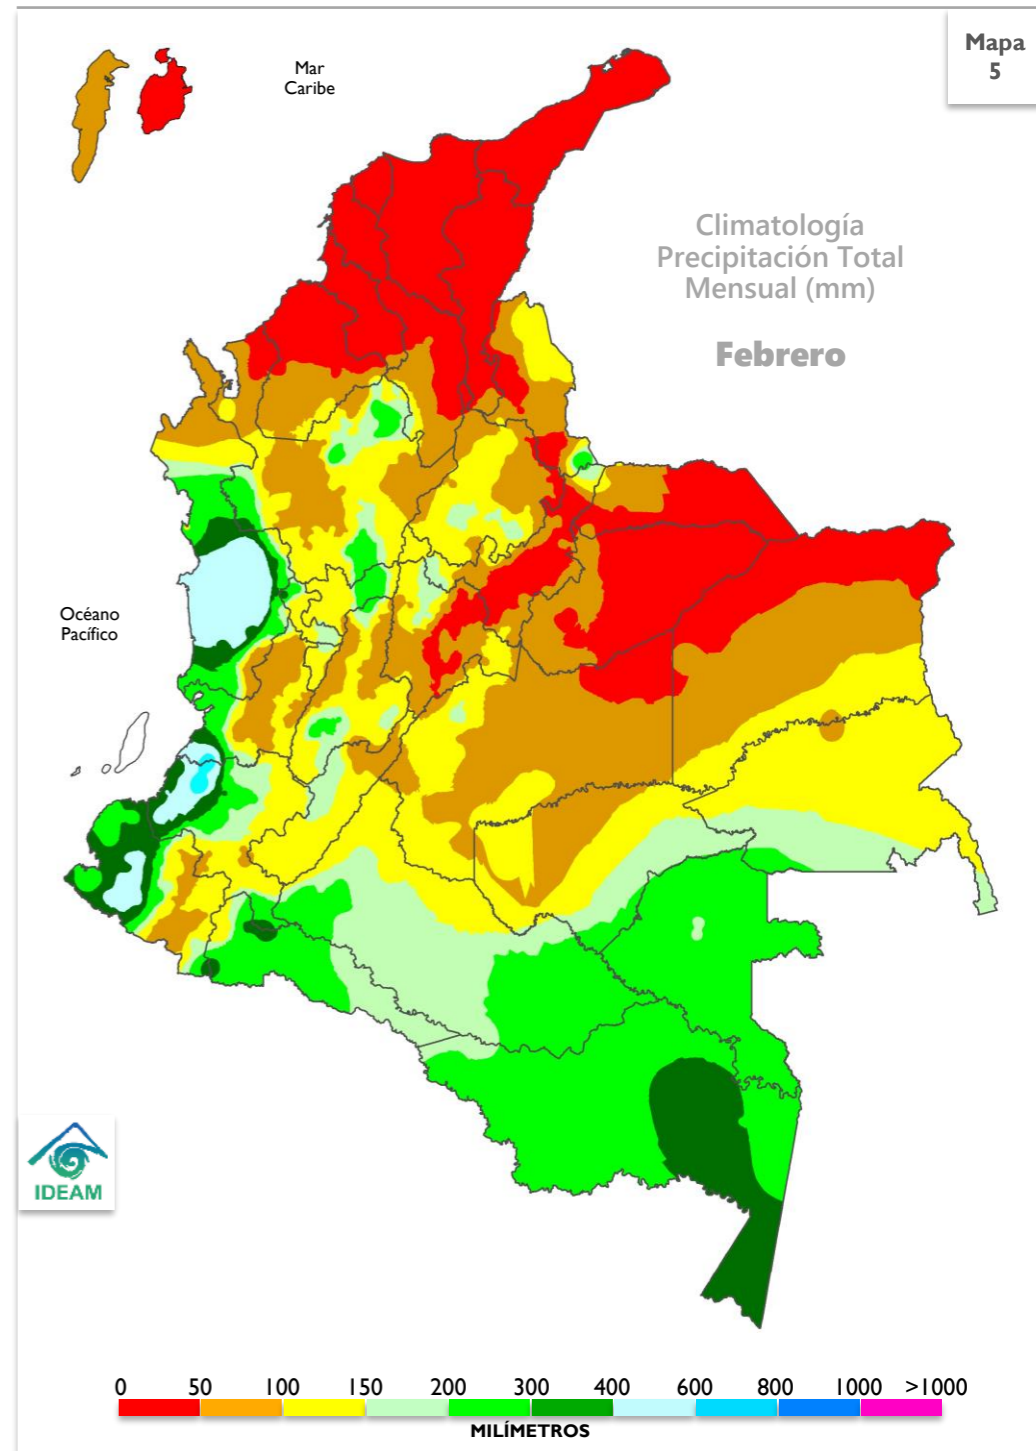 Mapa
5
Mar
Caribe
Climatología
Precipitación Total
Mensual (mm)
Febrero
Océano
Pacífico
IDEAM
0 50 100 150 200 300 400 600 800 1000 >1000
MILÍMETROS